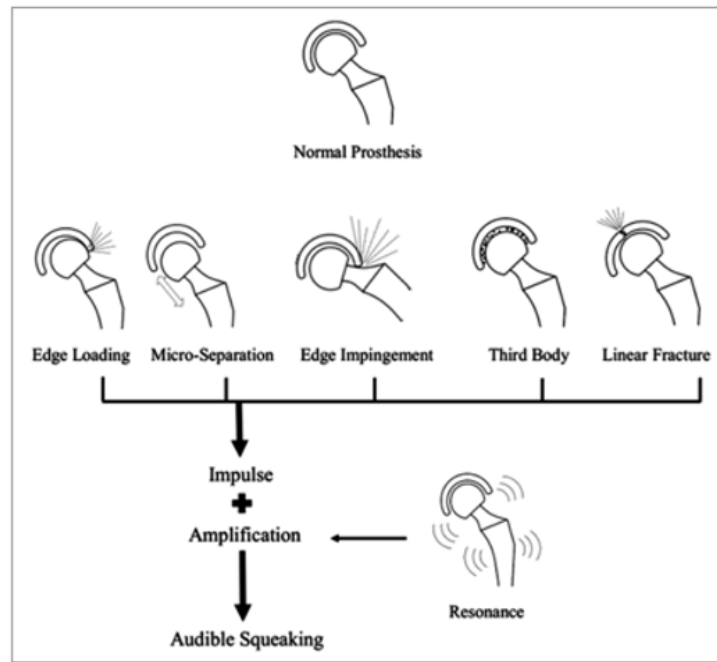 Normal Prosthesis
Edge Loading
Micro-Separation
Edge Impingement
Third Body
Linear Fracture
Impulse
Amplification
Resonance
Audible Squeaking